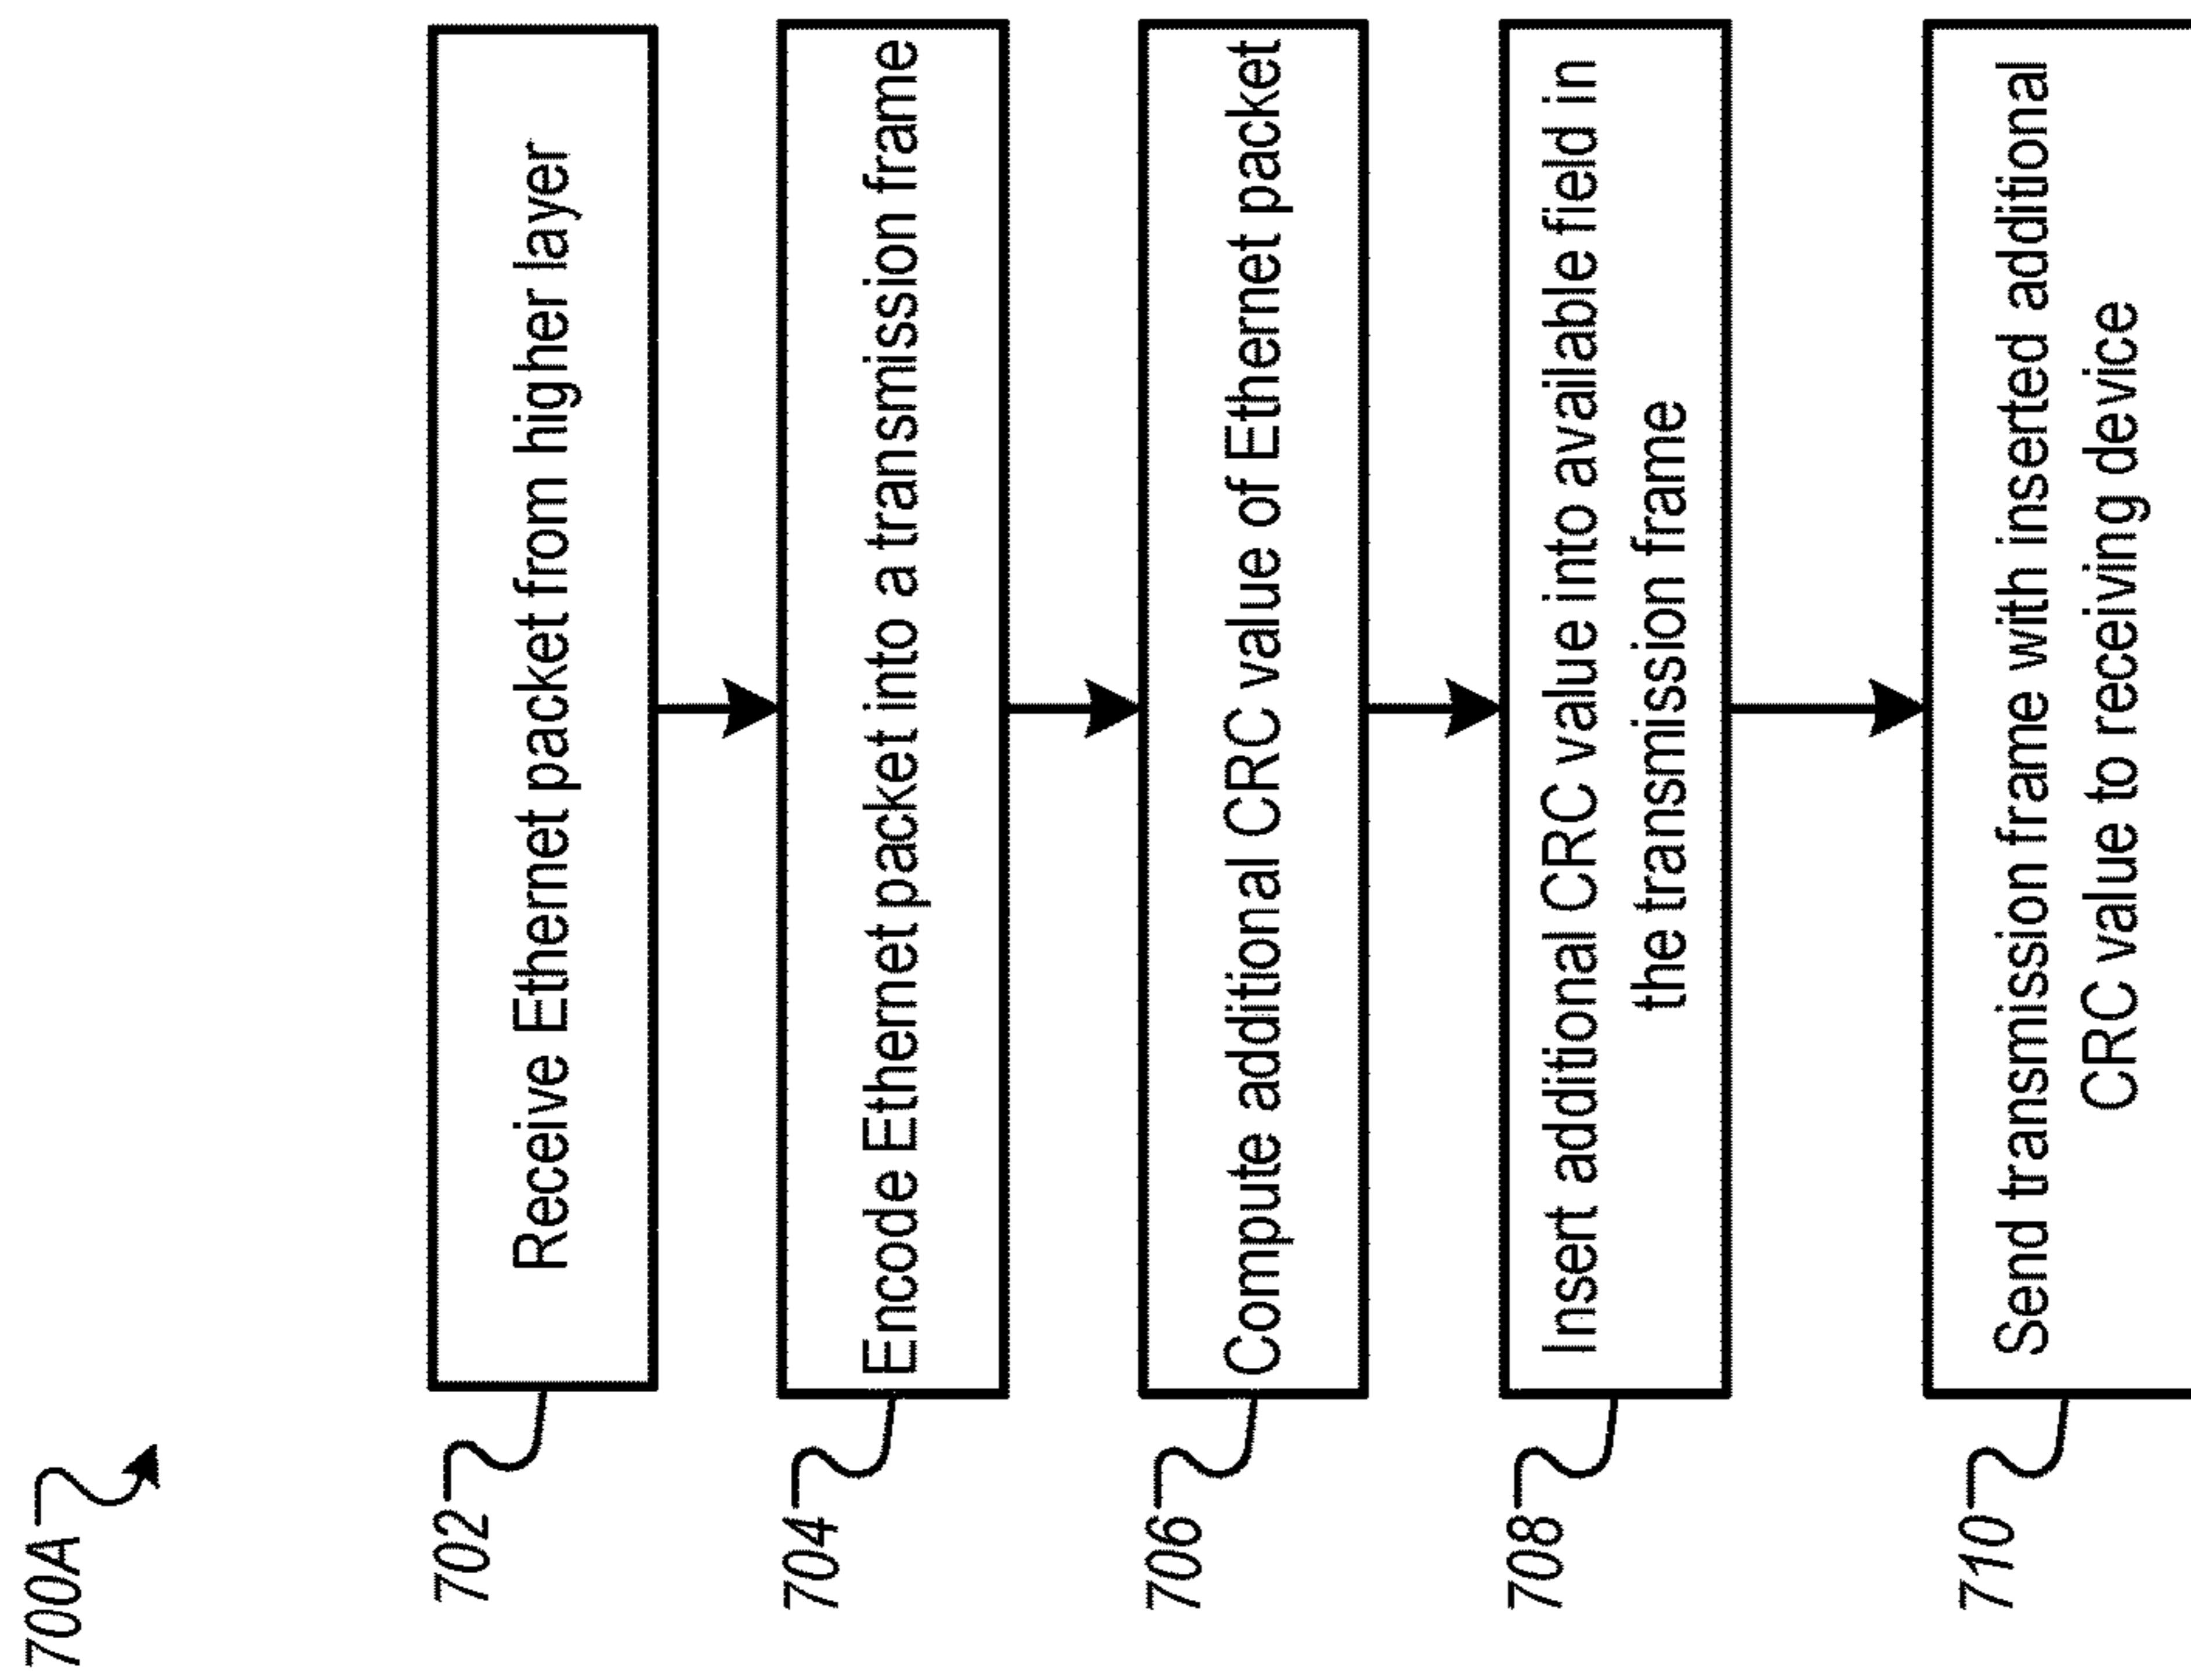 700A
702
Receive Ethernet packet from higher layer
704
Encode Ethernet packet into a transmission frame
706
Compute additional CRC value of Ethernet packet
708
Insert additional CRC value into available field in
the transmission frame
710
Send transmission frame with inserted additional
CRC value to receiving device